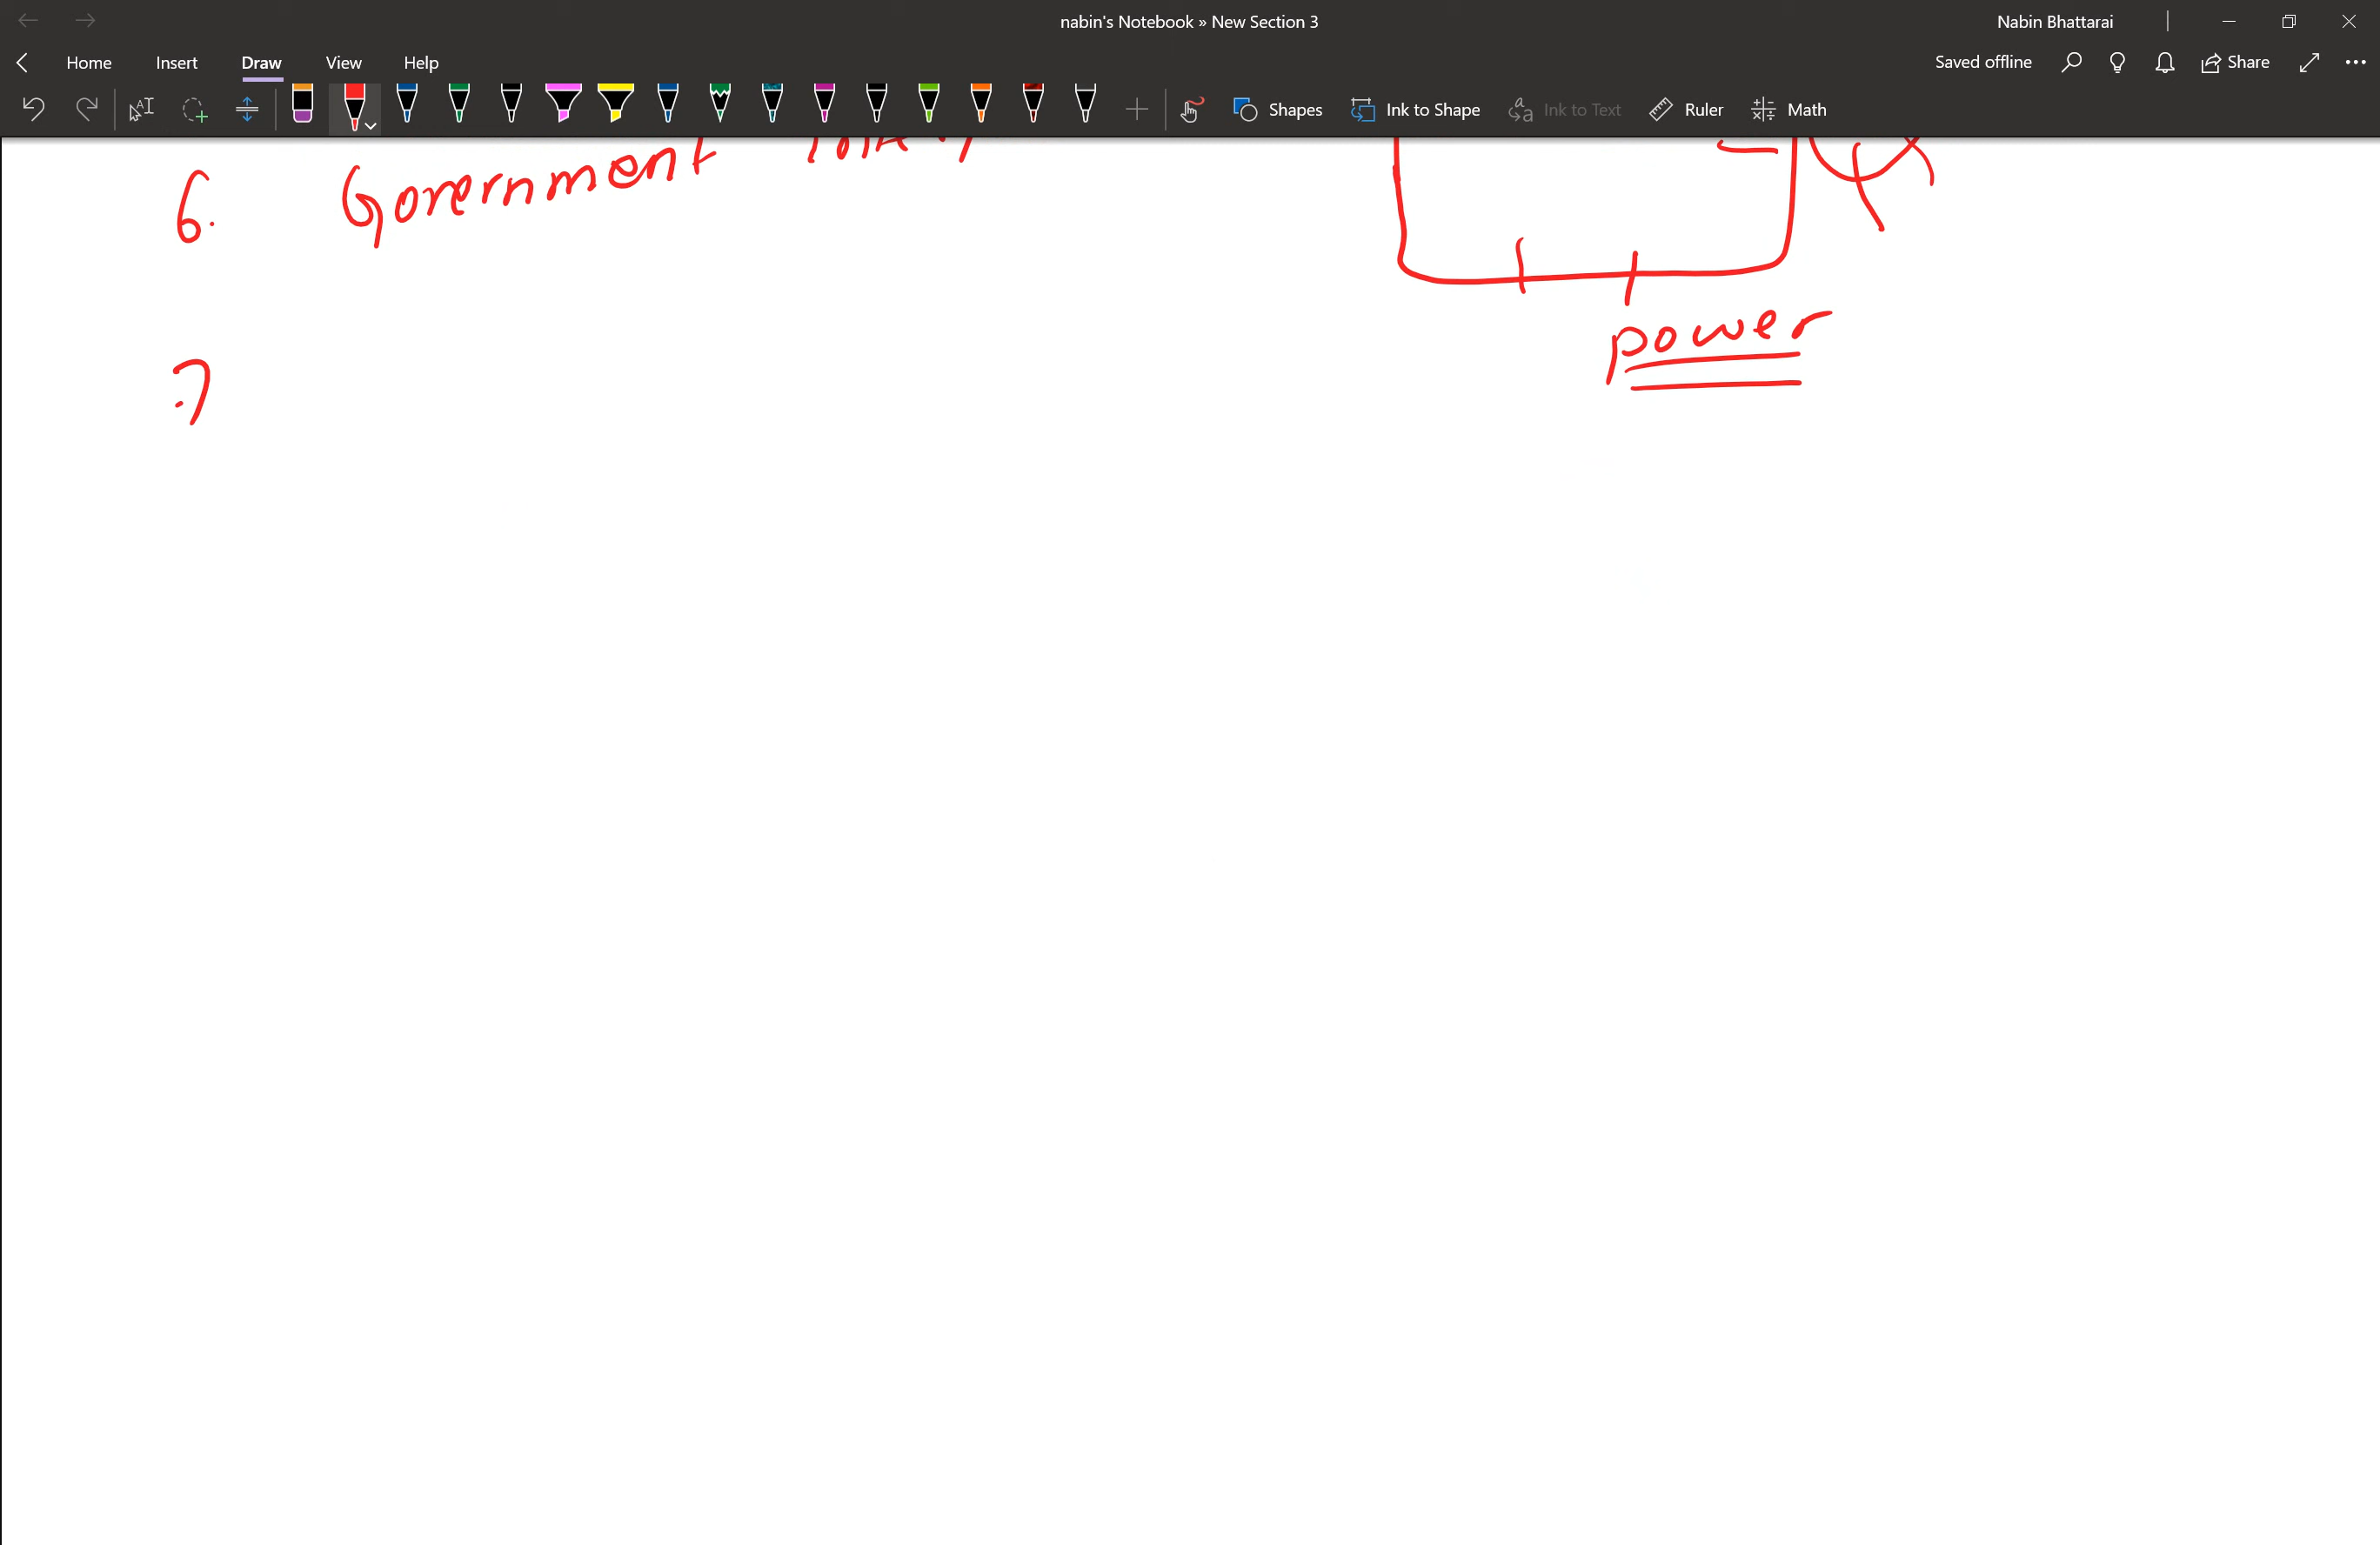 nabin's Notebook » New Section 3
Nabin Bhattarai
Home Insert Draw View Help
Saved offline
Share
Shapes
Ink to Shape
Ink to Text
Ruler
Math
6. Government
power
7